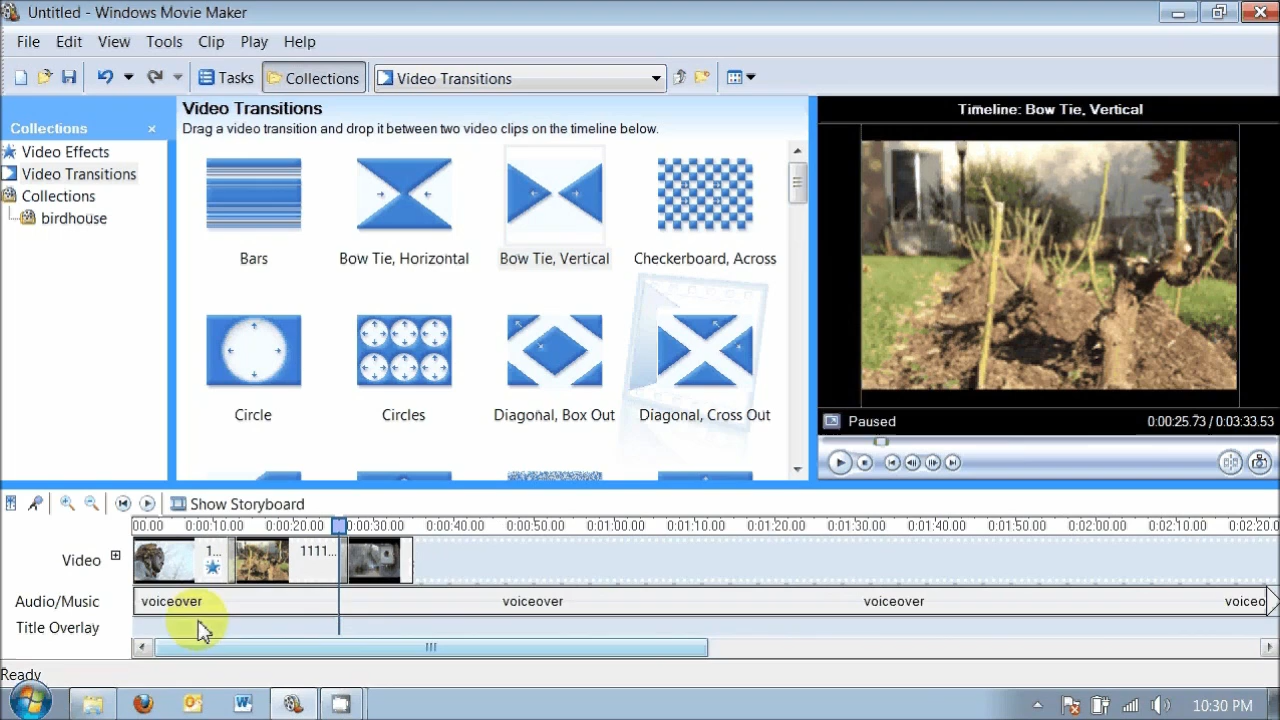 Untitled - Windows Movie Maker
File Edit View Tools Clip Play Help
Tasks Collections Video Transitions
Collections
Video Effects
Video Transitions
Collections
birdhouse
Video Transitions
Drag a video transition and drop it between two video clips on the timeline below.
Bars Bow Tie, Horizontal Bow Tie, Vertical Checkerboard, Across
Circle Circles Diagonal, Box Out Diagonal, Cross Out
Timeline: Bow Tie, Vertical
Paused 0:00:25.73 / 0:03:33.53
Show Storyboard
00.00 0:00:10.00 0:00:20.00 0:00:30.00 0:00:40.00 0:00:50.00 0:01:00.00 0:01:10.00 0:01:20.00 0:01:30.00 0:01:40.00 0:01:50.00 0:02:00.00 0:02:10.00 0:02:20.0
Video 1... 1111...
Audio/Music voiceover voiceover voiceover voiceo
Title Overlay
Ready
10:30 PM